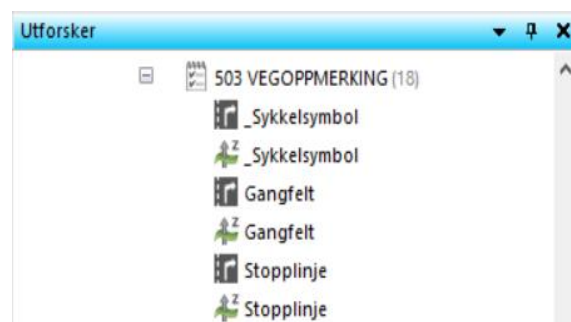 Utforsker
503 VEGOPPMERKING (18)
_Sykkelsymbol
_Sykkelsymbol
Gangfelt
Gangfelt
Stopplinje
Stopplinje